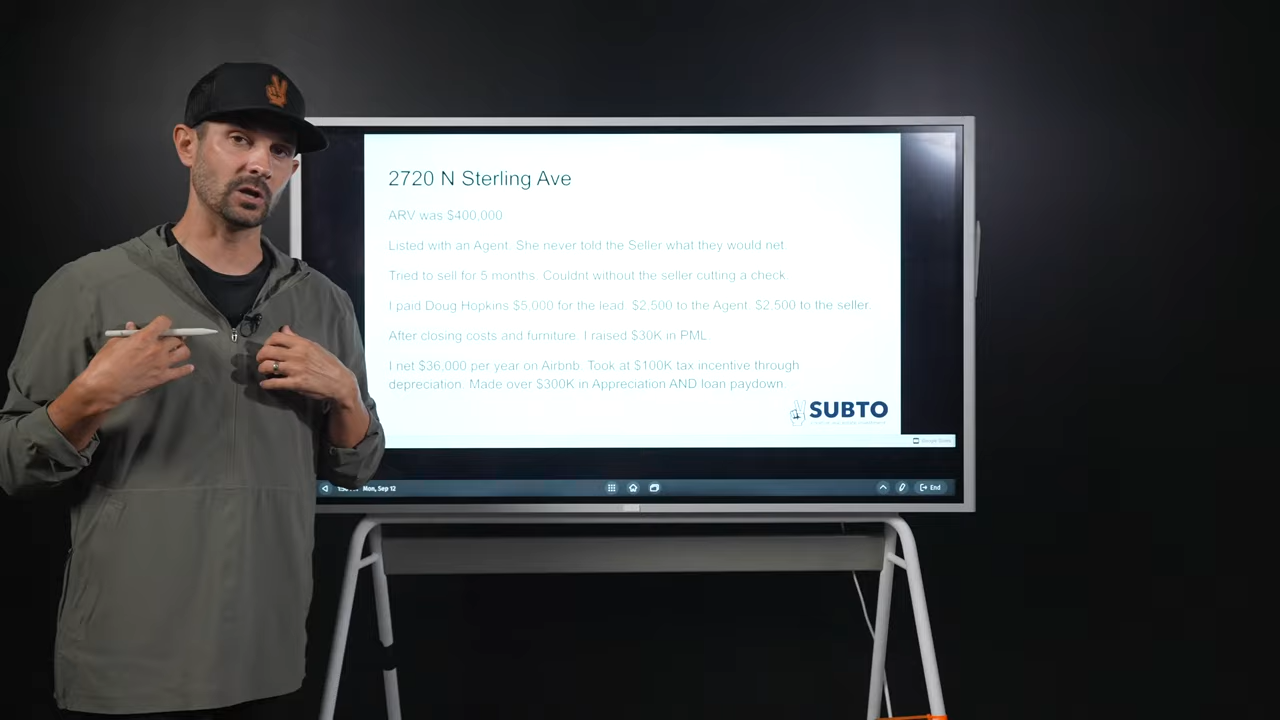 2720 N Sterling Ave
ARV was $400,000
Listed with an Agent. She never told the Seller what they would net.
Tried to sell for 5 months. Couldnt without the seller cutting a check.
I paid Doug Hopkins $5,000 for the lead. $2,500 to the Agent. $2,500 to the seller.
After closing costs and furniture. I raised $30K in PML.
I net $36,000 per year on Airbnb. Took at $100K tax incentive through
depreciation. Made over $300K in Appreciation AND loan paydown.
SUBTO
Google Slides
Mon, Sep 12
End